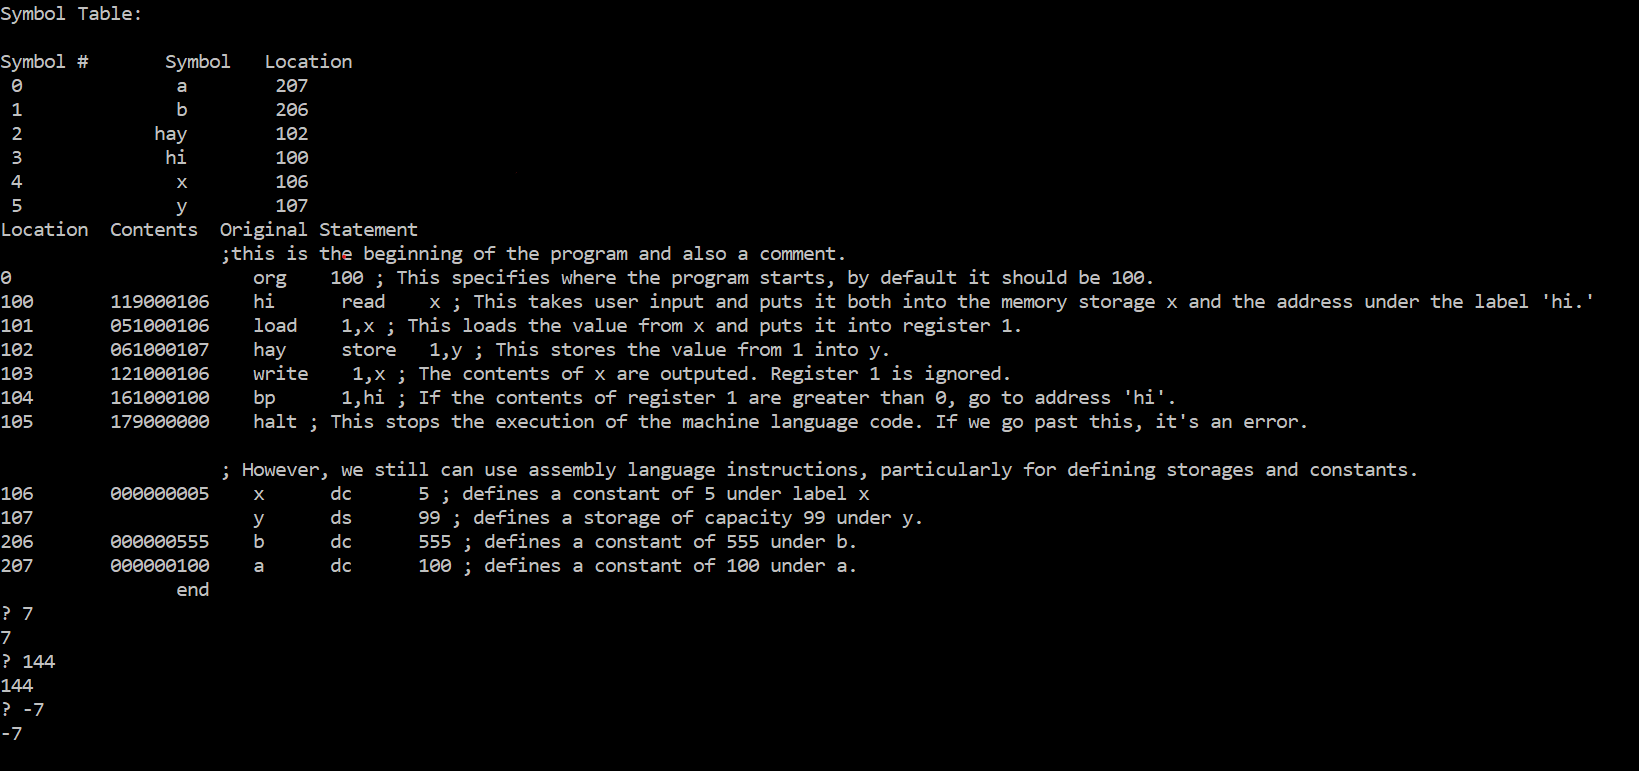 Symbol Table:
Symbol #       Symbol   Location
 0              a        207
 1              b        206
 2            hay        102
 3             hi        100
 4              x        106
 5              y        107
Location  Contents  Original Statement
                    ;this is the beginning of the program and also a comment.
0                      org    100 ; This specifies where the program starts, by default it should be 100.
100       119000106    hi      read    x ; This takes user input and puts it both into the memory storage x and the address under the label 'hi.'
101       051000106    load    1,x ; This loads the value from x and puts it into register 1.
102       061000107    hay     store   1,y ; This stores the value from 1 into y.
103       121000106    write    1,x ; The contents of x are outputed. Register 1 is ignored.
104       161000100    bp      1,hi ; If the contents of register 1 are greater than 0, go to address 'hi'.
105       179000000    halt ; This stops the execution of the machine language code. If we go past this, it's an error.
                    ; However, we still can use assembly language instructions, particularly for defining storages and constants.
106       000000005    x      dc      5 ; defines a constant of 5 under label x
107                    y      ds      99 ; defines a storage of capacity 99 under y.
206       000000555    b      dc      555 ; defines a constant of 555 under b.
207       000000100    a      dc      100 ; defines a constant of 100 under a.
                end
? 7
7
? 144
144
? -7
-7